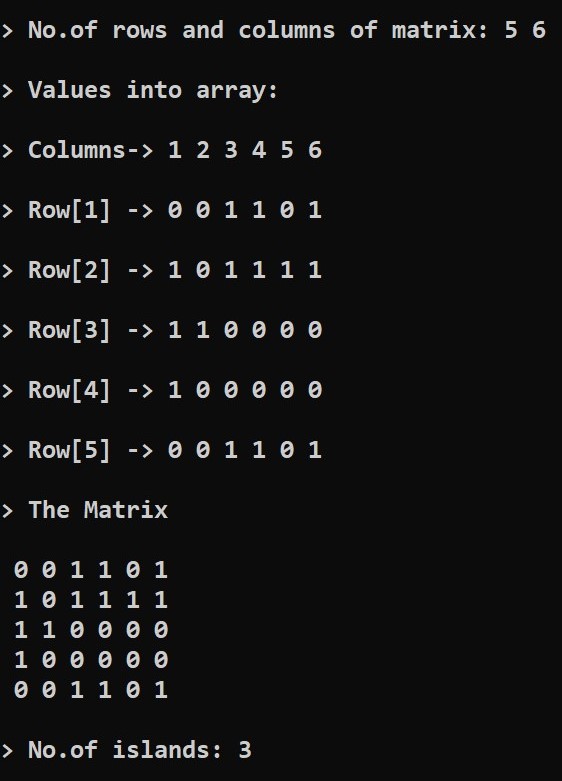 > No.of rows and columns of matrix: 5 6
> Values into array:
> Columns-> 1 2 3 4 5 6
> Row[1] -> 0 0 1 1 0 1
> Row[2] -> 1 0 1 1 1 1
> Row[3] -> 1 1 0 0 0 0
> Row[4] -> 1 0 0 0 0 0
> Row[5] -> 0 0 1 1 0 1
> The Matrix
0 0 1 1 0 1
1 0 1 1 1 1
1 1 0 0 0 0
1 0 0 0 0 0
0 0 1 1 0 1
> No.of islands: 3